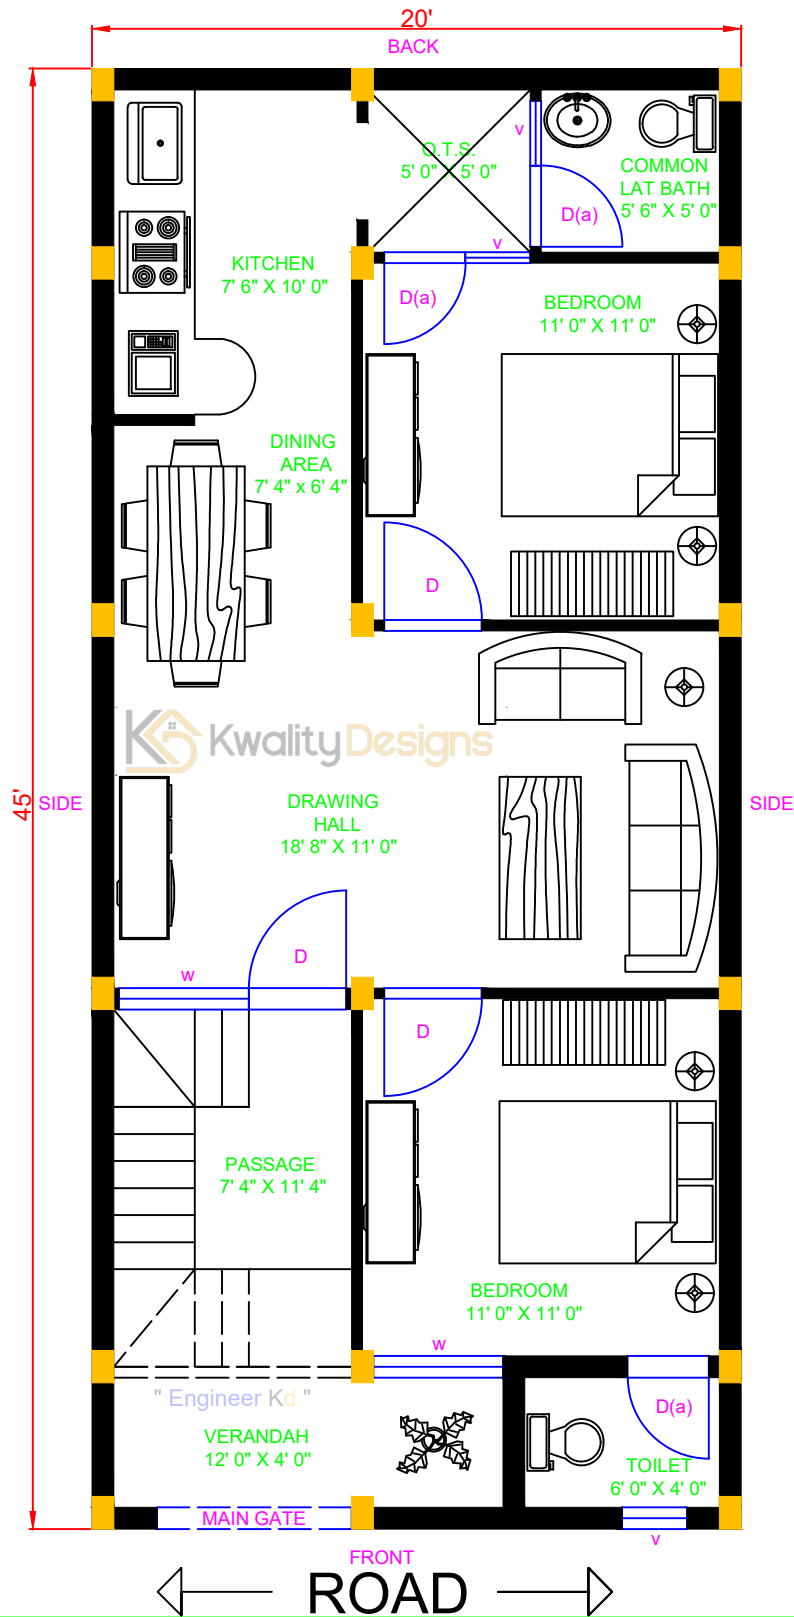 20'
BACK
O.T.S.
5' 0" X 5' 0"
V
COMMON
LAT BATH
5' 6" X 5' 0"
D(a)
V
KITCHEN
7' 6" X 10' 0"
D(a)
BEDROOM
11' 0" X 11' 0"
DINING
AREA
7' 4" x 6' 4"
D
Kwality Designs
45'
SIDE
DRAWING
HALL
18' 8" X 11' 0"
SIDE
D
W
D
PASSAGE
7' 4" X 11' 4"
BEDROOM
11' 0" X 11' 0"
W
" Engineer Kd "
D(a)
VERANDAH
12' 0" X 4' 0"
TOILET
6' 0" X 4' 0"
MAIN GATE
V
FRONT
ROAD